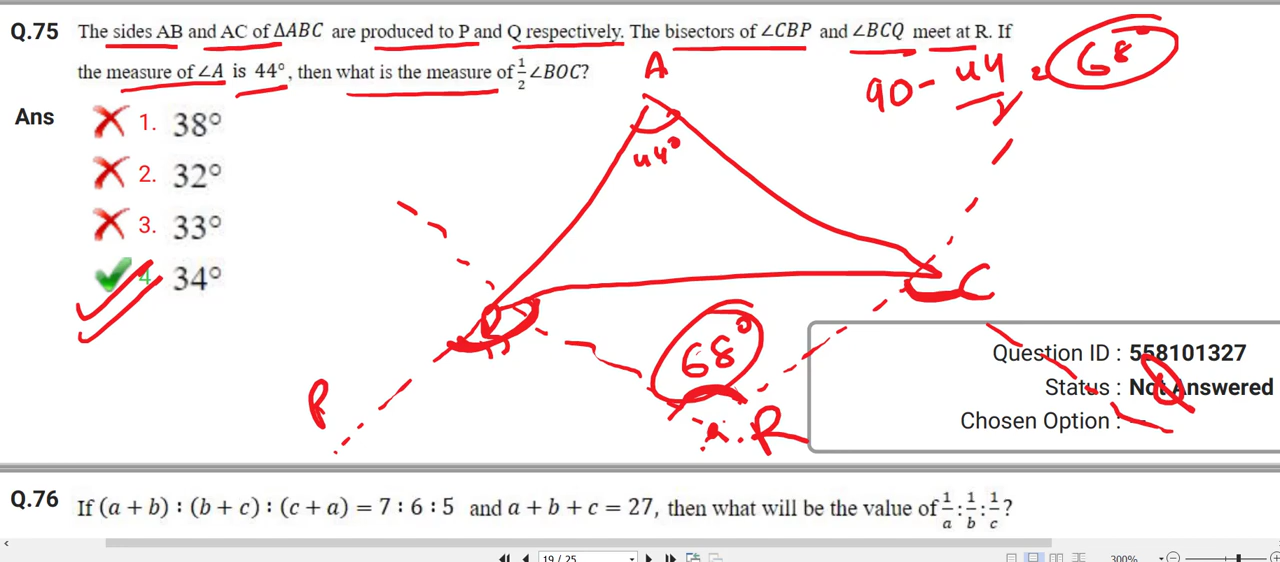 Q.75 The sides AB and AC of ΔABC are produced to P and Q respectively. The bisectors of ∠CBP and ∠BCQ meet at R. If
the measure of ∠A is 44°, then what is the measure of 1/2 ∠BOC?
Ans
1. 38°
2. 32°
3. 33°
4. 34°
A
44°
90 - 44/2 = 68°
C
68°
P
R
Question ID : 558101327
Status : Not Answered
Chosen Option : --
Q.76 If (a + b) : (b + c) : (c + a) = 7 : 6 : 5 and a + b + c = 27, then what will be the value of 1/a : 1/b : 1/c?
19 / 25
300%